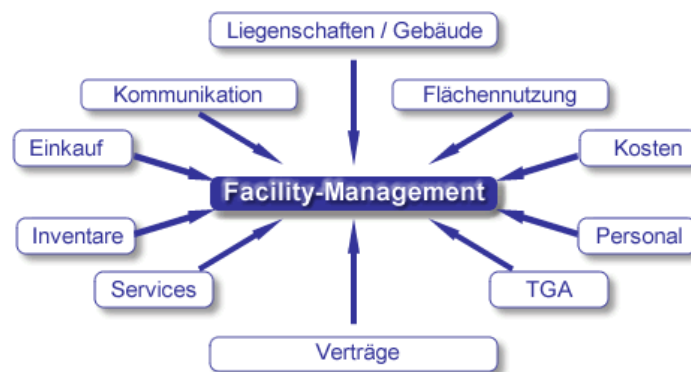 Liegenschaften / Gebäude
Kommunikation
Flächennutzung
Einkauf
Kosten
Facility-Management
Inventare
Personal
Services
TGA
Verträge